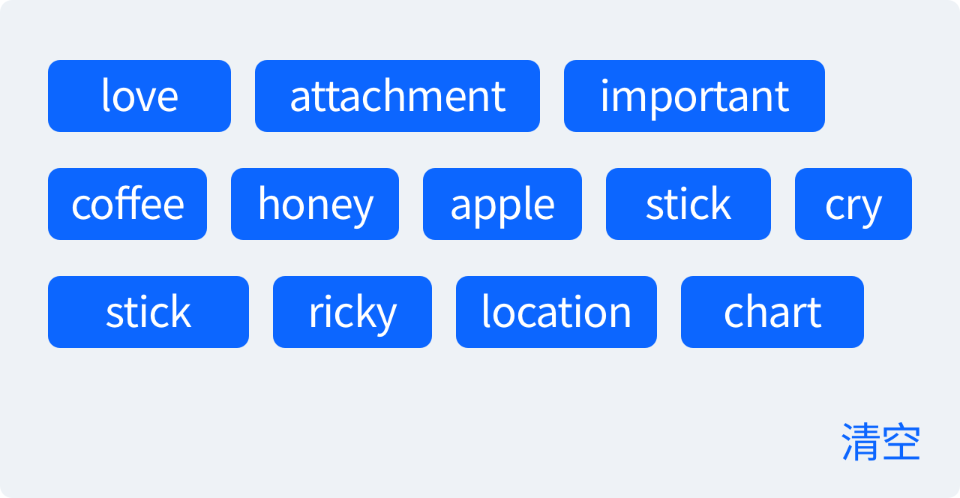 love attachment important
coffee honey apple stick cry
stick ricky location chart
清空